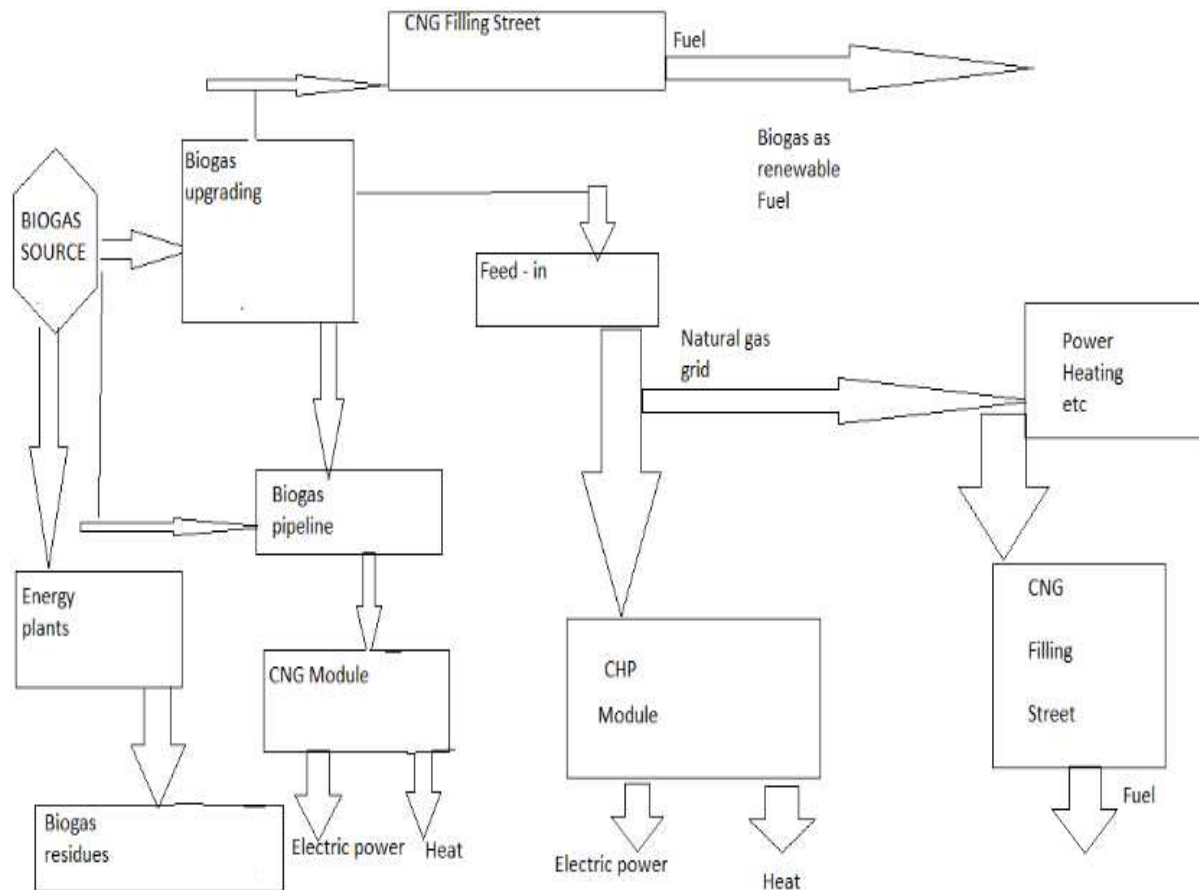 CNG Filling Street
Fuel
Biogas as
renewable
Fuel
Biogas
upgrading
BIOGAS
SOURCE
Feed - in
Natural gas
grid
Power
Heating
etc
Biogas
pipeline
Energy
plants
CNG Module
CHP
Module
CNG
Filling
Street
Fuel
Biogas
residues
Electric power
Heat
Electric power
Heat